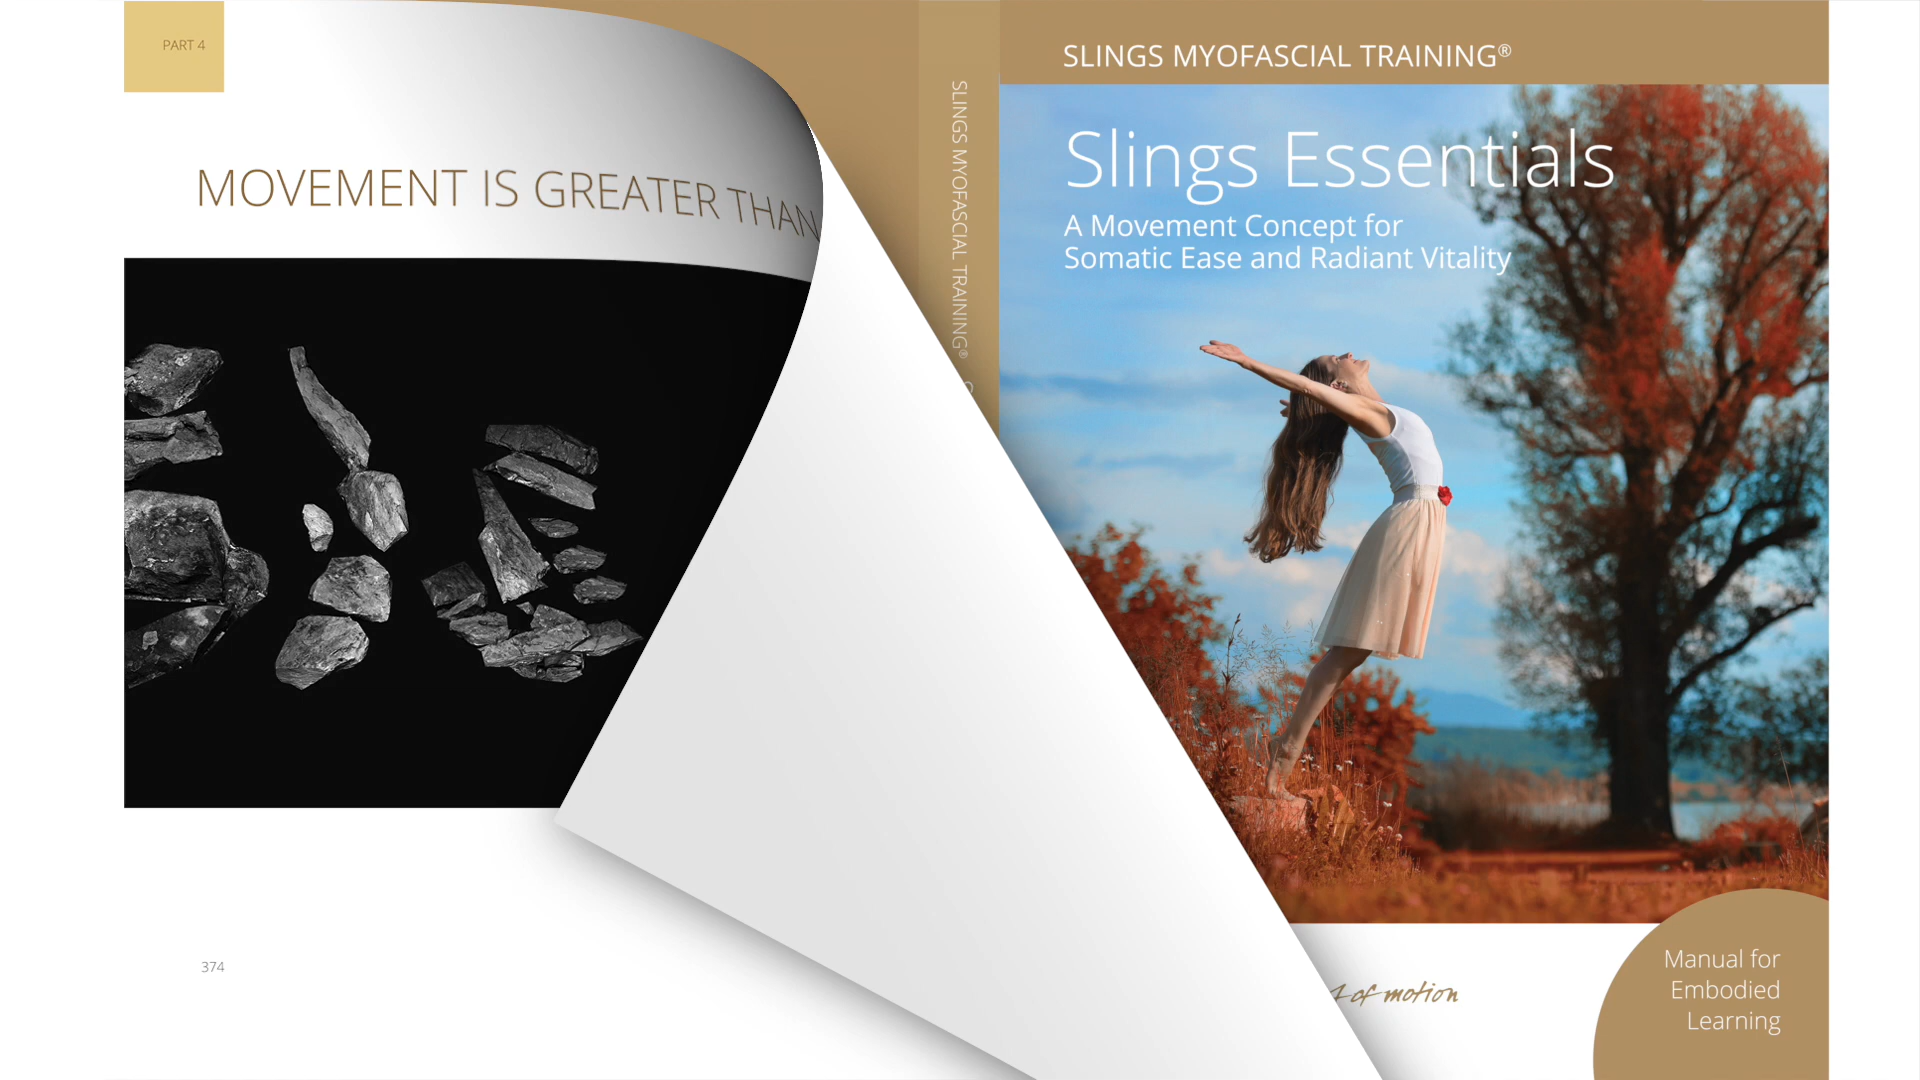 PART 4
MOVEMENT IS GREATER THAN
374
SLINGS MYOFASCIAL TRAINING®
SLINGS MYOFASCIAL TRAINING®
Slings Essentials
A Movement Concept for
Somatic Ease and Radiant Vitality
of motion
Manual for
Embodied
Learning